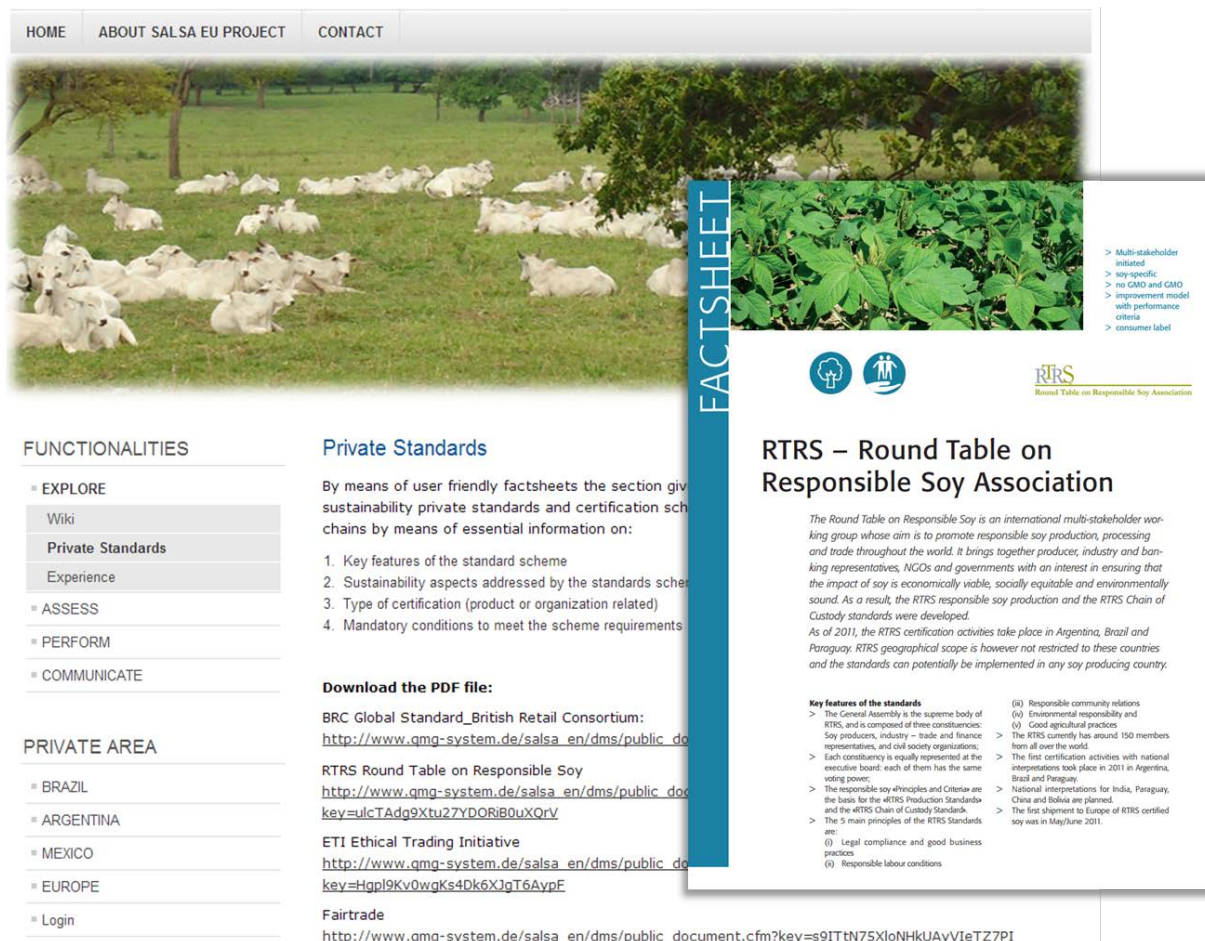 HOME ABOUT SALSA EU PROJECT CONTACT
FUNCTIONALITIES
EXPLORE
Wiki
Private Standards
Experience
ASSESS
PERFORM
COMMUNICATE
PRIVATE AREA
BRAZIL
ARGENTINA
MEXICO
EUROPE
Login
Private Standards
By means of user friendly factsheets the section giv
sustainability private standards and certification sch
chains by means of essential information on:
1. Key features of the standard scheme
2. Sustainability aspects addressed by the standards scher
3. Type of certification (product or organization related)
4. Mandatory conditions to meet the scheme requirements
Download the PDF file:
BRC Global Standard_British Retail Consortium:
http://www.qmg-system.de/salsa_en/dms/public_do
RTRS Round Table on Responsible Soy
http://www.qmg-system.de/salsa_en/dms/public_doc
key=ulcTAdg9Xtu27YDORiB0uXQrV
ETI Ethical Trading Initiative
http://www.qmg-system.de/salsa_en/dms/public_do
key=Hgpl9Kv0wgKs4Dk6XJgT6AypF
Fairtrade
http://www.qmg-system.de/salsa_en/dms/public_document.cfm?key=s9ITtN75XloNHkUAyVIeTZ7PI
FACTSHEET
> Multi-stakeholder
initiated
> soy-specific
> no GMO and GMO
> improvement model
with performance
criteria
> consumer label
RTRS
Round Table on Responsible Soy Association
RTRS – Round Table on
Responsible Soy Association
The Round Table on Responsible Soy is an international multi-stakeholder wor-
king group whose aim is to promote responsible soy production, processing
and trade throughout the world. It brings together producer, industry and ban-
king representatives, NGOs and governments with an interest in ensuring that
the impact of soy is economically viable, socially equitable and environmentally
sound. As a result, the RTRS responsible soy production and the RTRS Chain of
Custody standards were developed.
As of 2011, the RTRS certification activities take place in Argentina, Brazil and
Paraguay. RTRS geographical scope is however not restricted to these countries
and the standards can potentially be implemented in any soy producing country.
Key features of the standards
> The General Assembly is the supreme body of
RTRS, and is composed of three constituencies:
Soy producers, industry – trade and finance
representatives, and civil society organizations;
> Each constituency is equally represented at the
executive board: each of them has the same
voting power;
> The responsible soy «Principles and Criteria» are
the basis for the «RTRS Production Standards»
and the «RTRS Chain of Custody Standard».
> The 5 main principles of the RTRS Standards
are:
(i) Legal compliance and good business
practices
(ii) Responsible labour conditions
(iii) Responsible community relations
(iv) Environmental responsibility and
(v) Good agricultural practices
> The RTRS currently has around 150 members
from all over the world.
> The first certification activities with national
interpretations took place in 2011 in Argentina,
Brazil and Paraguay.
> National interpretations for India, Paraguay,
China and Bolivia are planned.
> The first shipment to Europe of RTRS certified
soy was in May/June 2011.